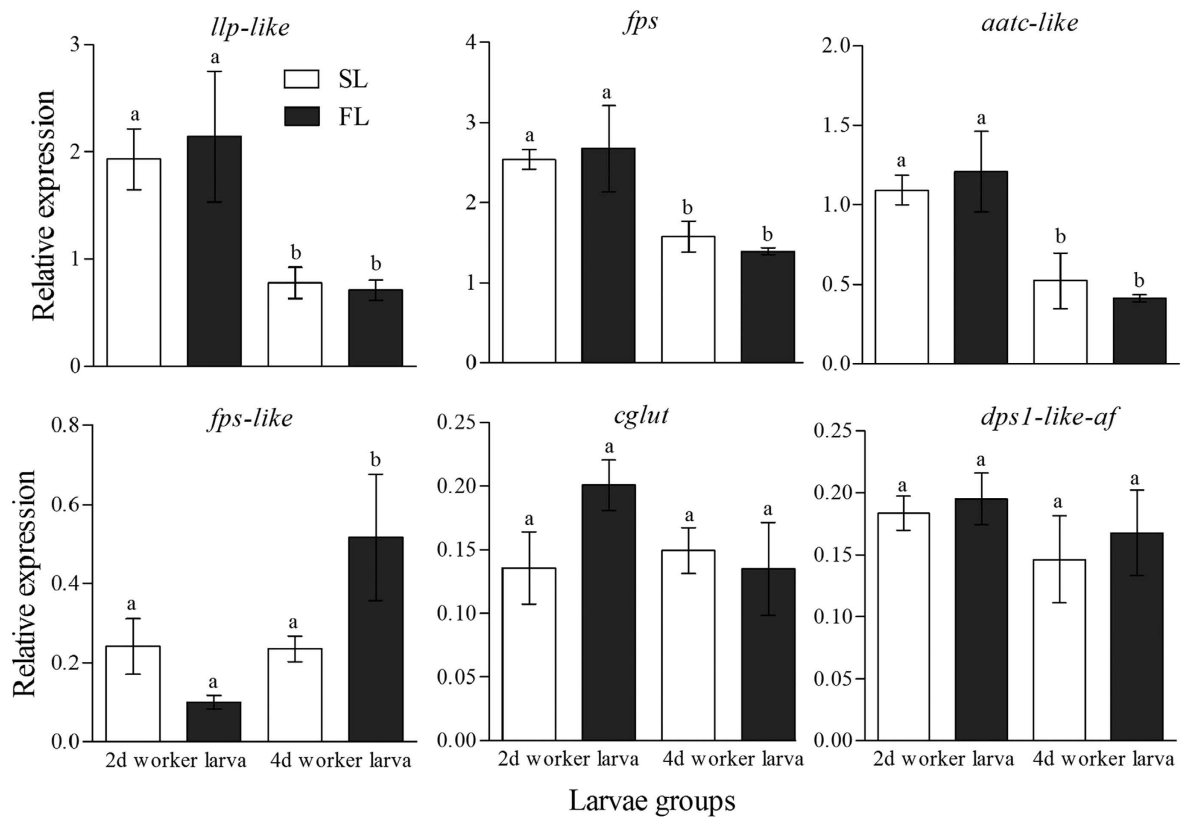 llp-like
fps
aatc-like
Relative expression
3
2
1
0
a
a
b
b
SL
FL
4
3
2
1
0
a
a
b
b
2.0
1.5
1.0
0.5
0.0
a
a
b
b
fps-like
cglut
dps1-like-af
Relative expression
0.8
0.6
0.4
0.2
0.0
a
a
a
b
2d worker larva 4d worker larva
0.25
0.20
0.15
0.10
0.05
0.00
a
a
a
a
2d worker larva 4d worker larva
0.25
0.20
0.15
0.10
0.05
0.00
a
a
a
a
2d worker larva 4d worker larva
Larvae groups